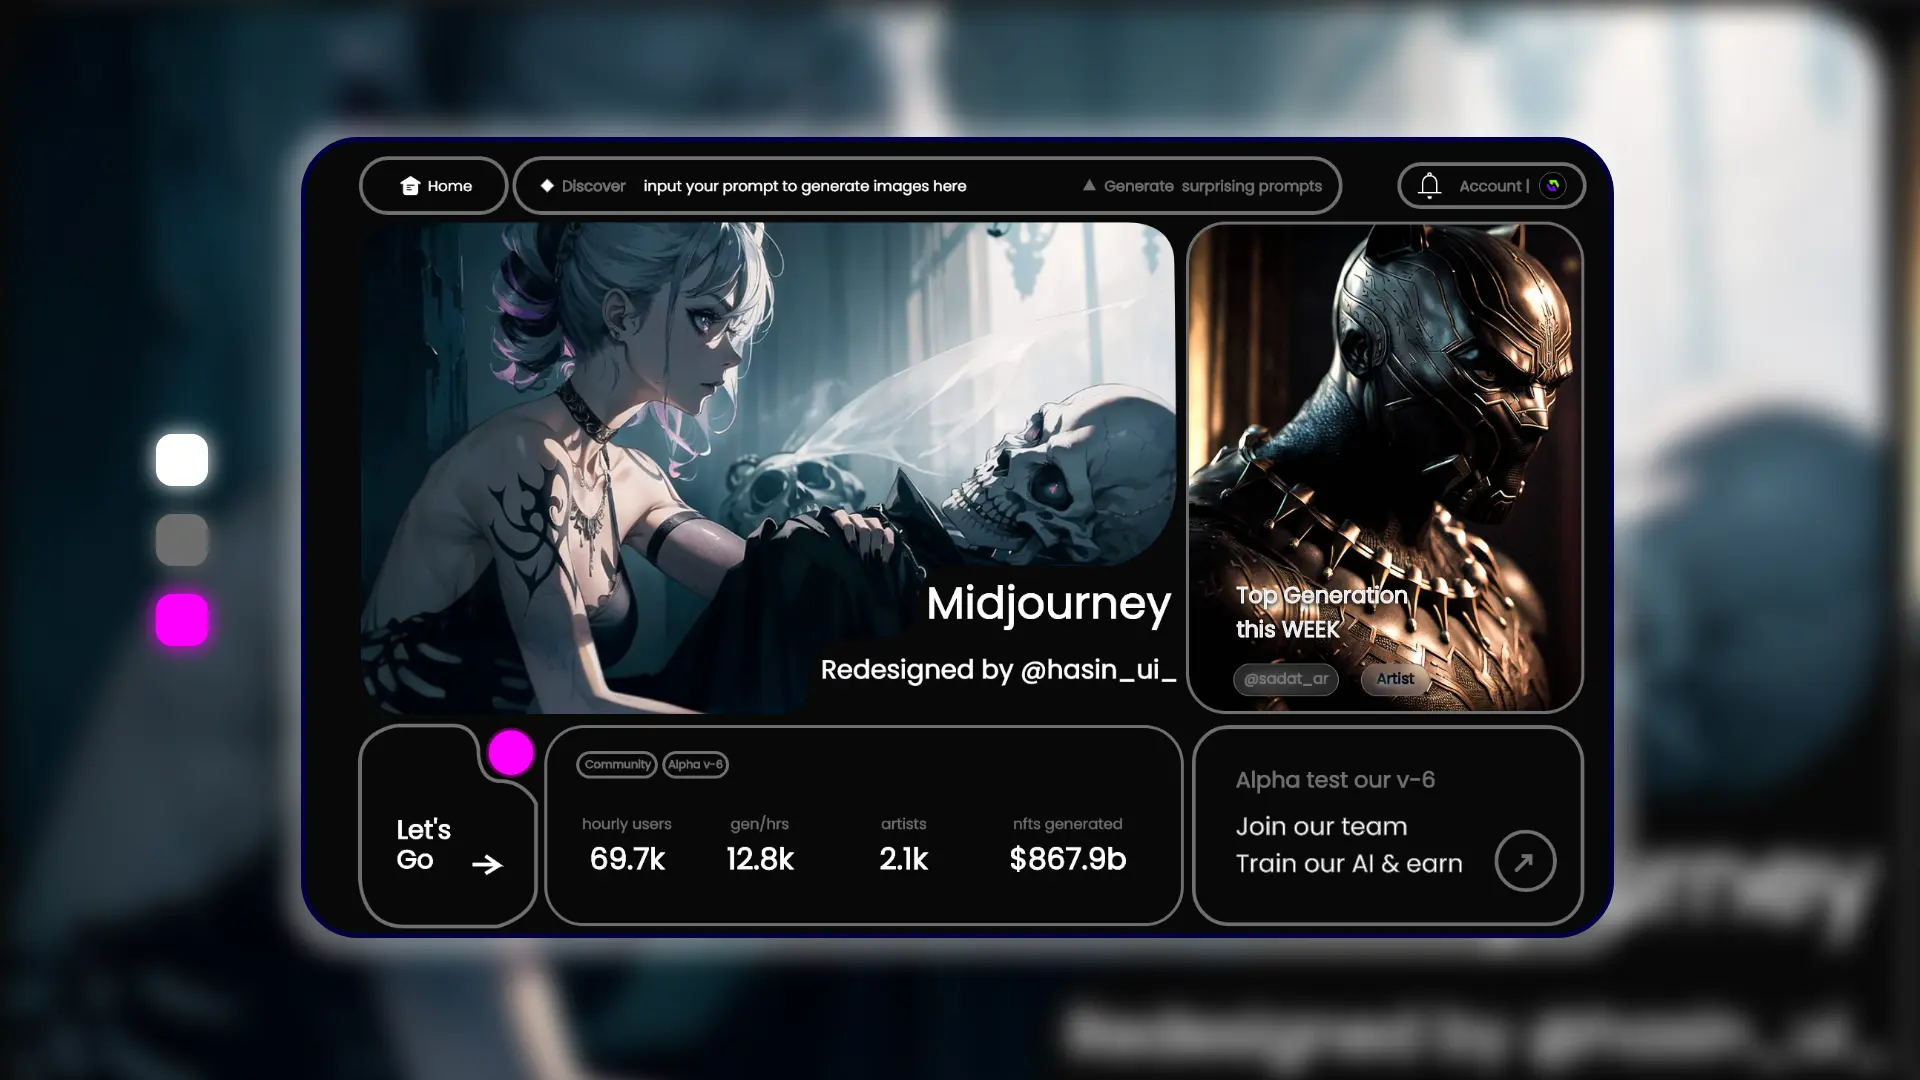 Home
Discover input your prompt to generate images here
Generate surprising prompts
Account |
Midjourney
Redesigned by @hasin_ui_
Top Generation
this WEEK
@sadat_ar
Artist
Let's
Go
Community
Alpha v-6
hourly users
gen/hrs
artists
nfts generated
69.7k
12.8k
2.1k
$867.9b
Alpha test our v-6
Join our team
Train our AI & earn